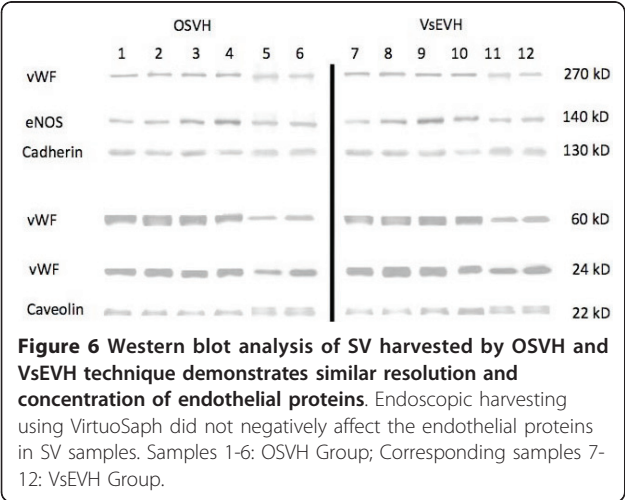 OSVH VsEVH
1 2 3 4 5 6 7 8 9 10 11 12
vWF 270 kD
eNOS 140 kD
Cadherin 130 kD
vWF 60 kD
vWF 24 kD
Caveolin 22 kD
Figure 6 Western blot analysis of SV harvested by OSVH and
VsEVH technique demonstrates similar resolution and
concentration of endothelial proteins. Endoscopic harvesting
using VirtuoSaph did not negatively affect the endothelial proteins
in SV samples. Samples 1-6: OSVH Group; Corresponding samples 7-
12: VsEVH Group.